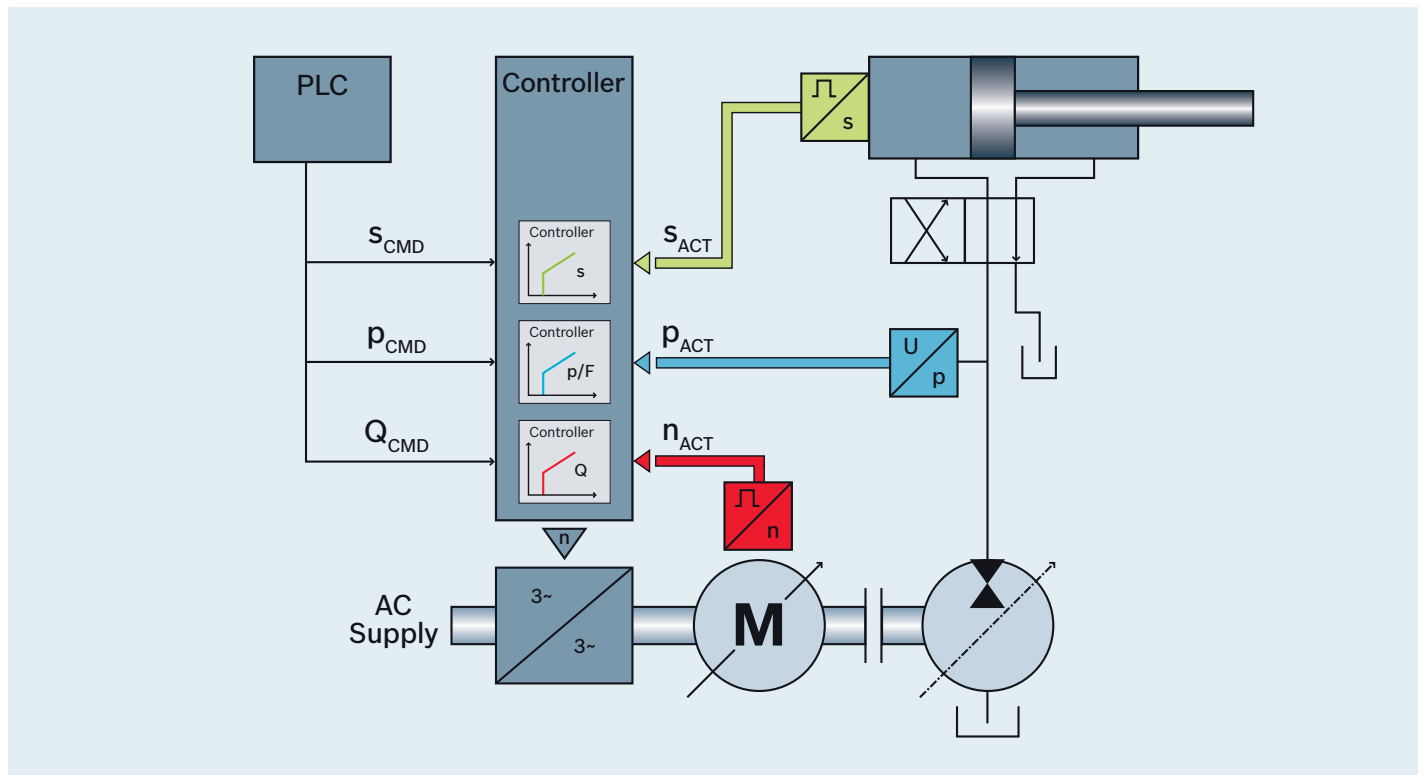 PLC
Controller
s
sCMD
Controller
s
sACT
pCMD
Controller
p/F
pACT
U
p
QCMD
Controller
Q
nACT
n
n
AC
Supply
3~
3~
M